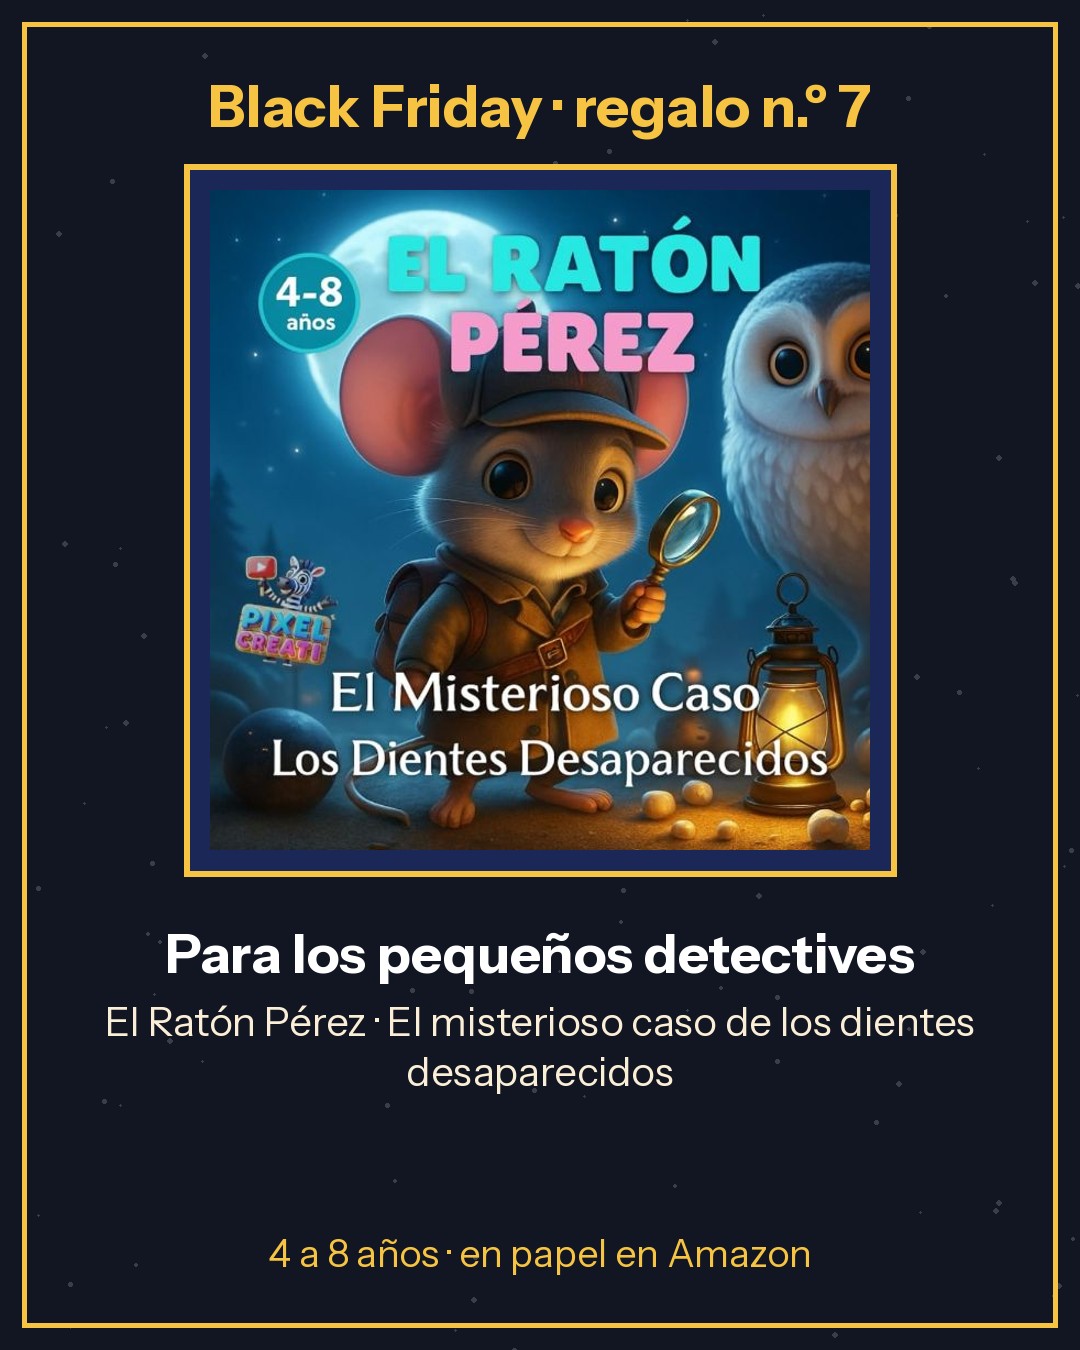 Black Friday · regalo n.º 7
EL RATÓN
PÉREZ
4-8
años
PIXEL
CREATI
El Misterioso Caso
Los Dientes Desaparecidos
Para los pequeños detectives
El Ratón Pérez · El misterioso caso de los dientes
desaparecidos
4 a 8 años · en papel en Amazon